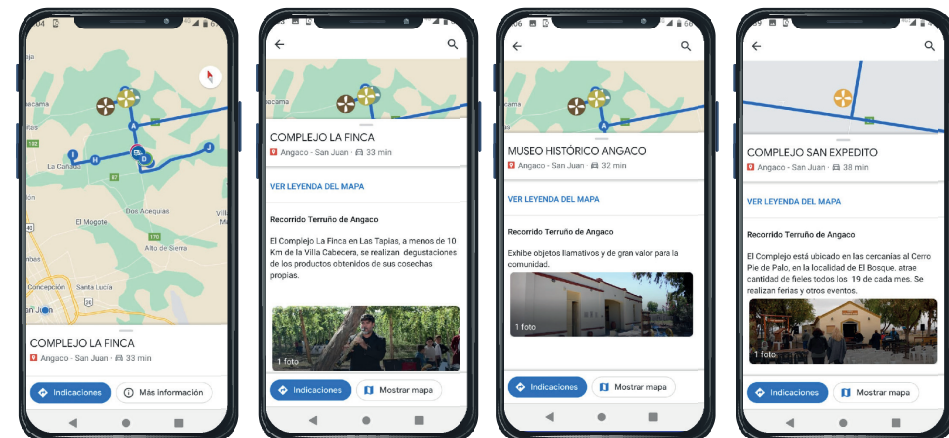 La Cañada
El Mogote
Dos Acequias
Alto de Sierra
Concepción
Santa Lucía
COMPLEJO LA FINCA
Angaco - San Juan · 33 min
Indicaciones
Más información
COMPLEJO LA FINCA
Angaco - San Juan · 33 min
VER LEYENDA DEL MAPA
Recorrido Terruño de Angaco
El Complejo La Finca en Las Tapias, a menos de 10
Km de la Villa Cabecera, se realizan degustaciones
de los productos obtenidos de sus cosechas
propias.
1 foto
Indicaciones
Mostrar mapa
MUSEO HISTÓRICO ANGACO
Angaco - San Juan · 32 min
VER LEYENDA DEL MAPA
Recorrido Terruño de Angaco
Exhibe objetos llamativos y de gran valor para la
comunidad.
1 foto
Indicaciones
Mostrar mapa
COMPLEJO SAN EXPEDITO
Angaco - San Juan · 38 min
VER LEYENDA DEL MAPA
Recorrido Terruño de Angaco
El Complejo está ubicado en las cercanias al Cerro
Pie de Palo, en la localidad de El Bosque, atrae
cantidad de fieles todos los 19 de cada mes. Se
realizan ferias y otros eventos.
1 foto
Indicaciones
Mostrar mapa